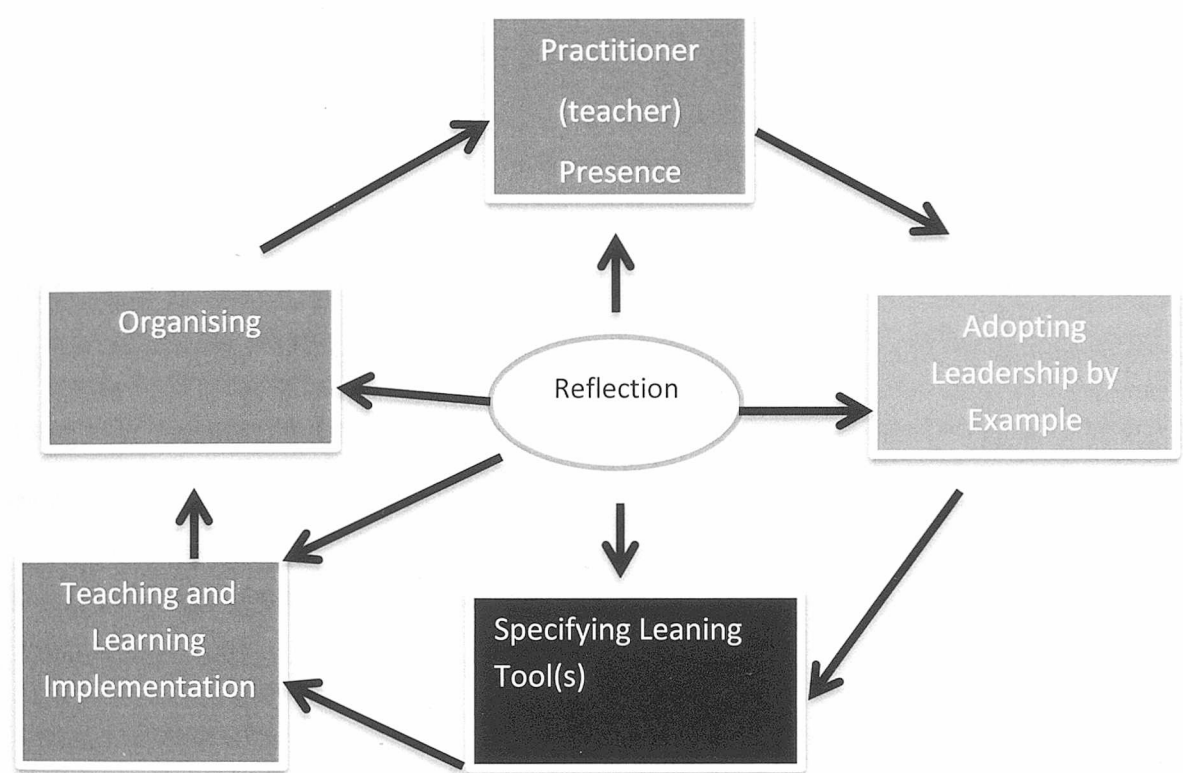 Practitioner
(teacher)
Presence
Organising
Reflection
Adopting
Leadership by
Example
Teaching and
Learning
Implementation
Specifying Leaning
Tool(s)